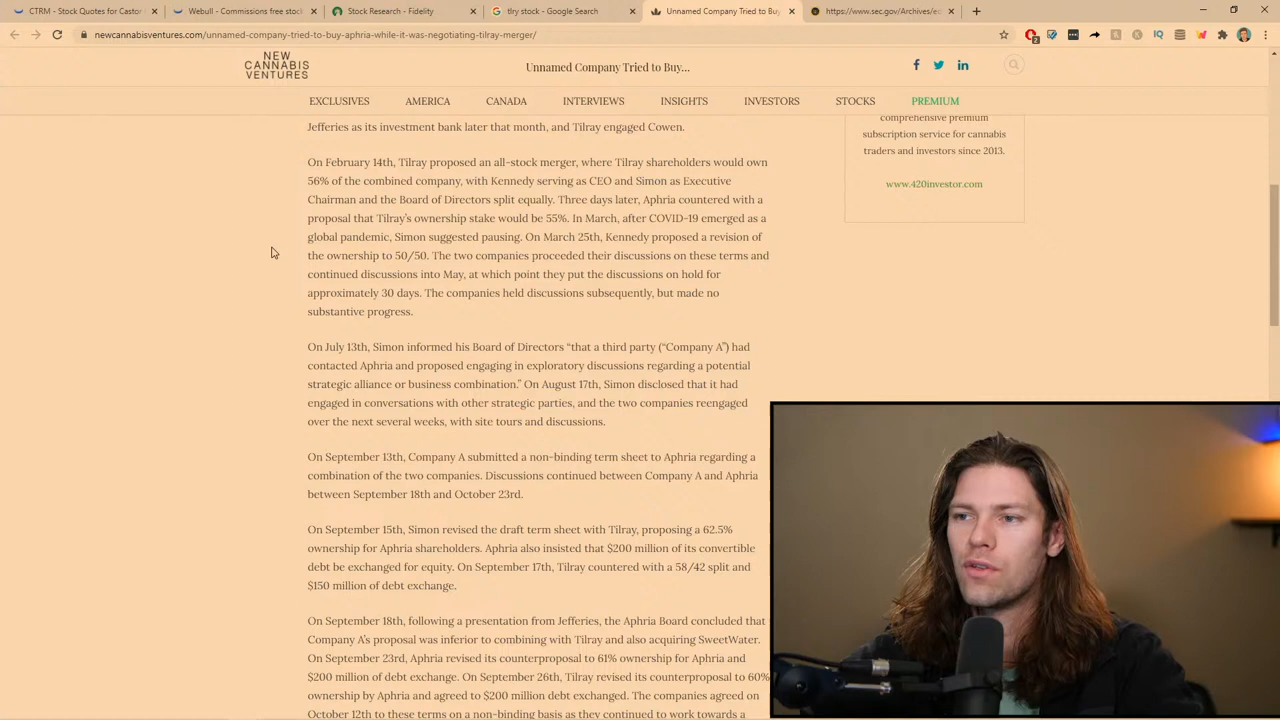 CTRM - Stock Quotes for Castor
Webull - Commissions free stock
Stock Research - Fidelity
tlry stock - Google Search
Unnamed Company Tried to Buy
https://www.sec.gov/Archives/e
newcannabisventures.com/unnamed-company-tried-to-buy-aphria-while-it-was-negotiating-tilray-merger/
NEW
CANNABIS
VENTURES
Unnamed Company Tried to Buy...
EXCLUSIVES AMERICA CANADA INTERVIEWS INSIGHTS INVESTORS STOCKS PREMIUM
Jefferies as its investment bank later that month, and Tilray engaged Cowen.
On February 14th, Tilray proposed an all-stock merger, where Tilray shareholders would own
56% of the combined company, with Kennedy serving as CEO and Simon as Executive
Chairman and the Board of Directors split equally. Three days later, Aphria countered with a
proposal that Tilray's ownership stake would be 55%. In March, after COVID-19 emerged as a
global pandemic, Simon suggested pausing. On March 25th, Kennedy proposed a revision of
the ownership to 50/50. The two companies proceeded their discussions on these terms and
continued discussions into May, at which point they put the discussions on hold for
approximately 30 days. The companies held discussions subsequently, but made no
substantive progress.
On July 13th, Simon informed his Board of Directors “that a third party (“Company A”) had
contacted Aphria and proposed engaging in exploratory discussions regarding a potential
strategic alliance or business combination.” On August 17th, Simon disclosed that it had
engaged in conversations with other strategic parties, and the two companies reengaged
over the next several weeks, with site tours and discussions.
On September 13th, Company A submitted a non-binding term sheet to Aphria regarding a
combination of the two companies. Discussions continued between Company A and Aphria
between September 18th and October 23rd.
On September 15th, Simon revised the draft term sheet with Tilray, proposing a 62.5%
ownership for Aphria shareholders. Aphria also insisted that $200 million of its convertible
debt be exchanged for equity. On September 17th, Tilray countered with a 58/42 split and
$150 million of debt exchange.
On September 18th, following a presentation from Jefferies, the Aphria Board concluded that
Company A's proposal was inferior to combining with Tilray and also acquiring SweetWater.
On September 23rd, Aphria revised its counterproposal to 61% ownership for Aphria and
$200 million of debt exchange. On September 26th, Tilray revised its counterproposal to 60%
ownership by Aphria and agreed to $200 million debt exchanged. The companies agreed on
October 12th to these terms on a non-binding basis as they continued to work towards a
comprehensive premium
subscription service for cannabis
traders and investors since 2013.
www.420investor.com